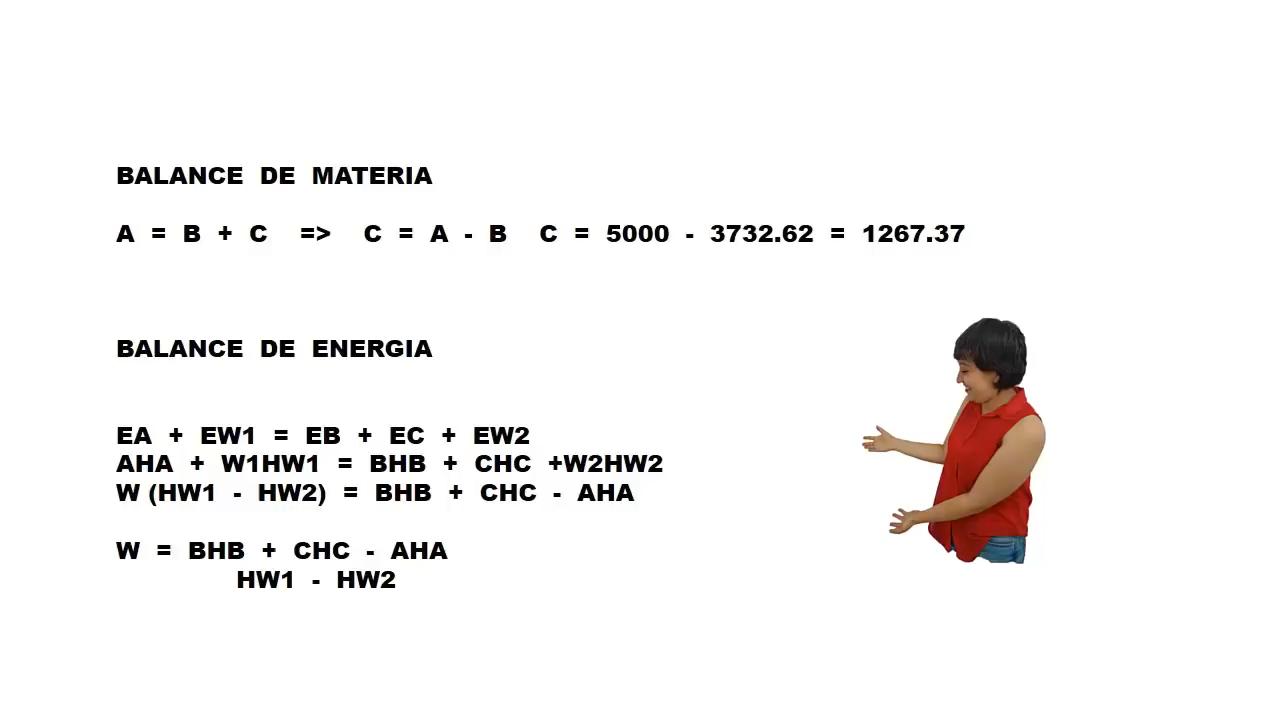 BALANCE DE MATERIA
A = B + C => C = A - B C = 5000 - 3732.62 = 1267.37
BALANCE DE ENERGIA
EA + EW1 = EB + EC + EW2
AHA + W1HW1 = BHB + CHC +W2HW2
W (HW1 - HW2) = BHB + CHC - AHA
W = BHB + CHC - AHA
HW1 - HW2